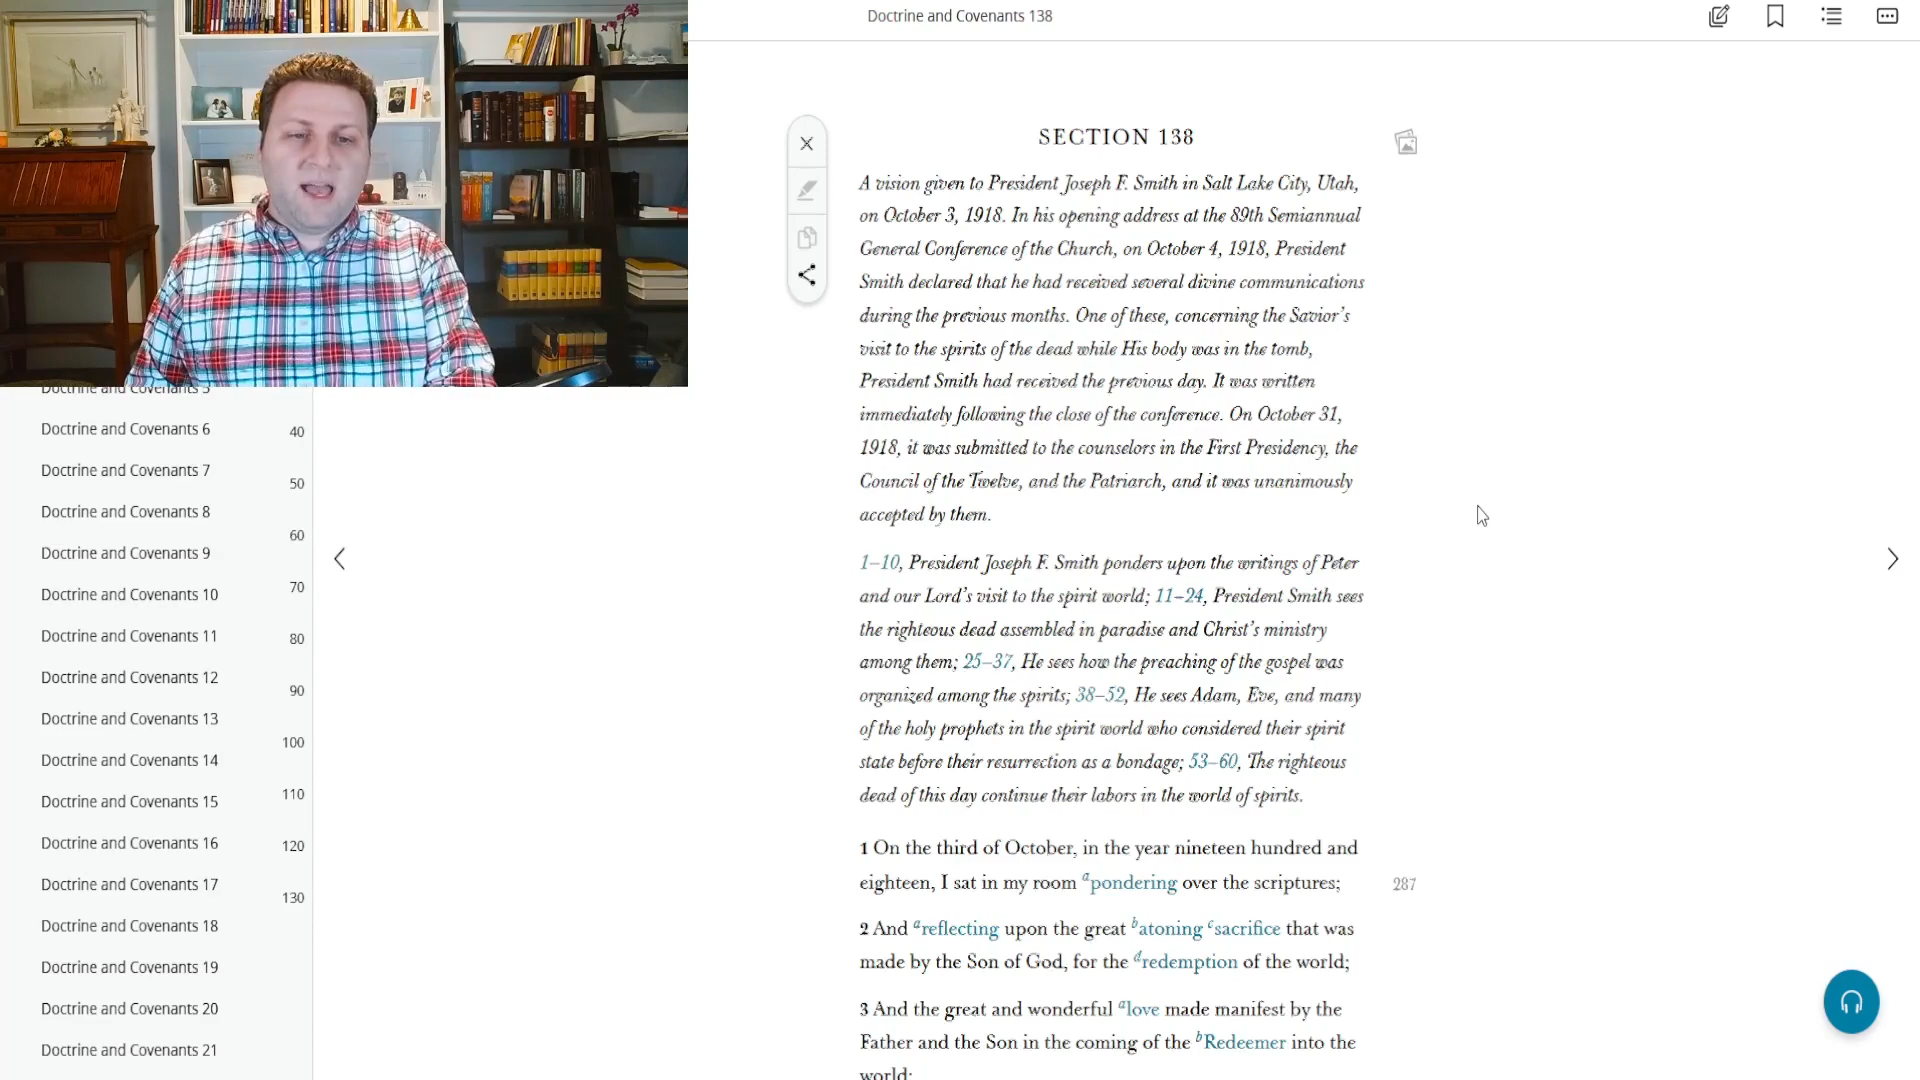 Doctrine and Covenants 138
SECTION 138
A vision given to President Joseph F. Smith in Salt Lake City, Utah,
on October 3, 1918. In his opening address at the 89th Semiannual
General Conference of the Church, on October 4, 1918, President
Smith declared that he had received several divine communications
during the previous months. One of these, concerning the Savior's
visit to the spirits of the dead while His body was in the tomb,
President Smith had received the previous day. It was written
immediately following the close of the conference. On October 31,
1918, it was submitted to the counselors in the First Presidency, the
Council of the Twelve, and the Patriarch, and it was unanimously
accepted by them.
1–10, President Joseph F. Smith ponders upon the writings of Peter
and our Lord's visit to the spirit world; 11–24, President Smith sees
the righteous dead assembled in paradise and Christ's ministry
among them; 25–37, He sees how the preaching of the gospel was
organized among the spirits; 38–52, He sees Adam, Eve, and many
of the holy prophets in the spirit world who considered their spirit
state before their resurrection as a bondage; 53–60, The righteous
dead of this day continue their labors in the world of spirits.
1 On the third of October, in the year nineteen hundred and
eighteen, I sat in my room a pondering over the scriptures;
287
2 And a reflecting upon the great b atoning c sacrifice that was
made by the Son of God, for the d redemption of the world;
3 And the great and wonderful a love made manifest by the
Father and the Son in the coming of the b Redeemer into the
world;
Doctrine and Covenants 5
Doctrine and Covenants 6
Doctrine and Covenants 7
Doctrine and Covenants 8
Doctrine and Covenants 9
Doctrine and Covenants 10
Doctrine and Covenants 11
Doctrine and Covenants 12
Doctrine and Covenants 13
Doctrine and Covenants 14
Doctrine and Covenants 15
Doctrine and Covenants 16
Doctrine and Covenants 17
Doctrine and Covenants 18
Doctrine and Covenants 19
Doctrine and Covenants 20
Doctrine and Covenants 21
40
50
60
70
80
90
100
110
120
130